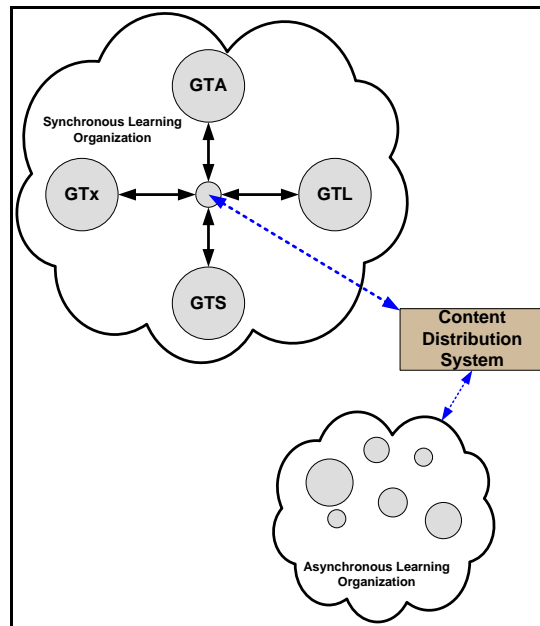 GTA
Synchronous Learning
Organization
GTx
GTL
GTS
Content
Distribution
System
Asynchronous Learning
Organization